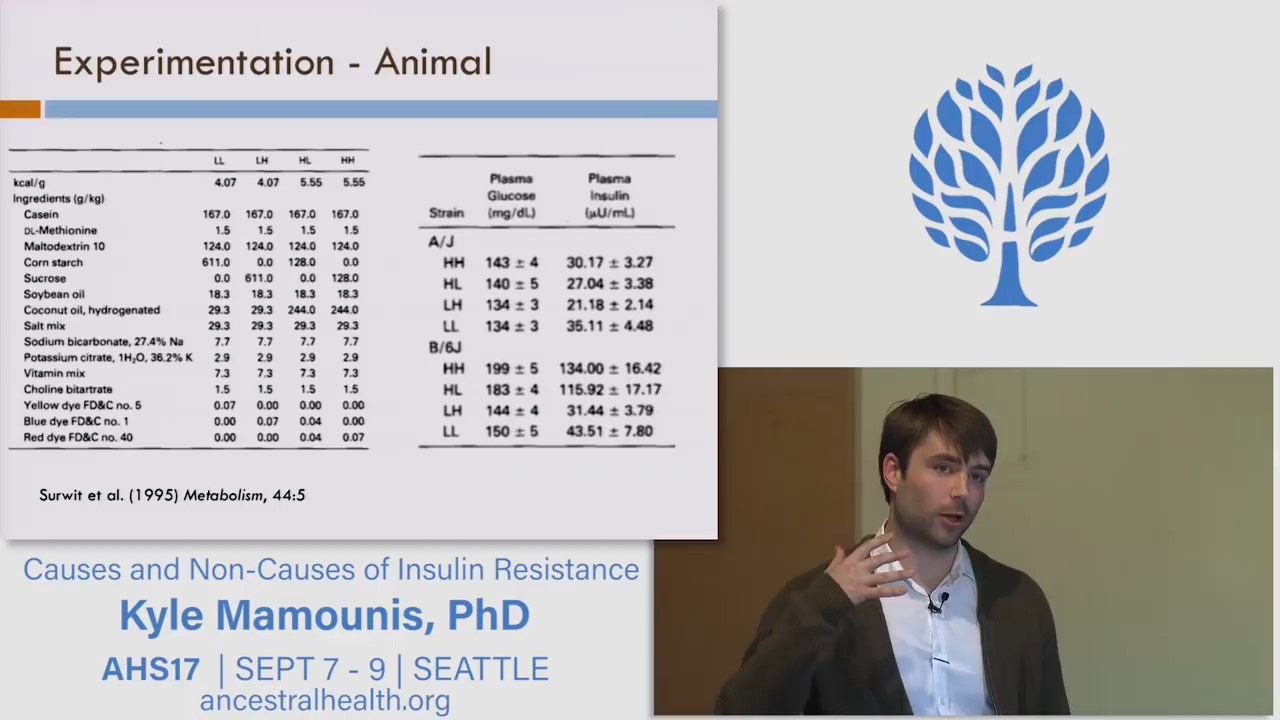 Experimentation - Animal
LL LH HL HH
kcal/g 4.07 4.07 5.55 5.55
Ingredients (g/kg)
Casein 167.0 167.0 167.0 167.0
DL-Methionine 1.5 1.5 1.5 1.5
Maltodextrin 10 124.0 124.0 124.0 124.0
Corn starch 611.0 0.0 128.0 0.0
Sucrose 0.0 611.0 0.0 128.0
Soybean oil 18.3 18.3 18.3 18.3
Coconut oil, hydrogenated 29.3 29.3 244.0 244.0
Salt mix 29.3 29.3 29.3 29.3
Sodium bicarbonate, 27.4% Na 7.7 7.7 7.7 7.7
Potassium citrate, 1H₂O, 36.2% K 2.9 2.9 2.9 2.9
Vitamin mix 7.3 7.3 7.3 7.3
Choline bitartrate 1.5 1.5 1.5 1.5
Yellow dye FD&C no. 5 0.07 0.00 0.00 0.00
Blue dye FD&C no. 1 0.00 0.07 0.04 0.00
Red dye FD&C no. 40 0.00 0.00 0.04 0.07
Plasma Plasma
Glucose Insulin
Strain (mg/dL) (μU/mL)
A/J
HH 143 ± 4 30.17 ± 3.27
HL 140 ± 5 27.04 ± 3.38
LH 134 ± 3 21.18 ± 2.14
LL 134 ± 3 35.11 ± 4.48
B/6J
HH 199 ± 5 134.00 ± 16.42
HL 183 ± 4 115.92 ± 17.17
LH 144 ± 4 31.44 ± 3.79
LL 150 ± 5 43.51 ± 7.80
Surwit et al. (1995) Metabolism, 44:5
Causes and Non-Causes of Insulin Resistance
Kyle Mamounis, PhD
AHS17 | SEPT 7 - 9 | SEATTLE
ancestralhealth.org